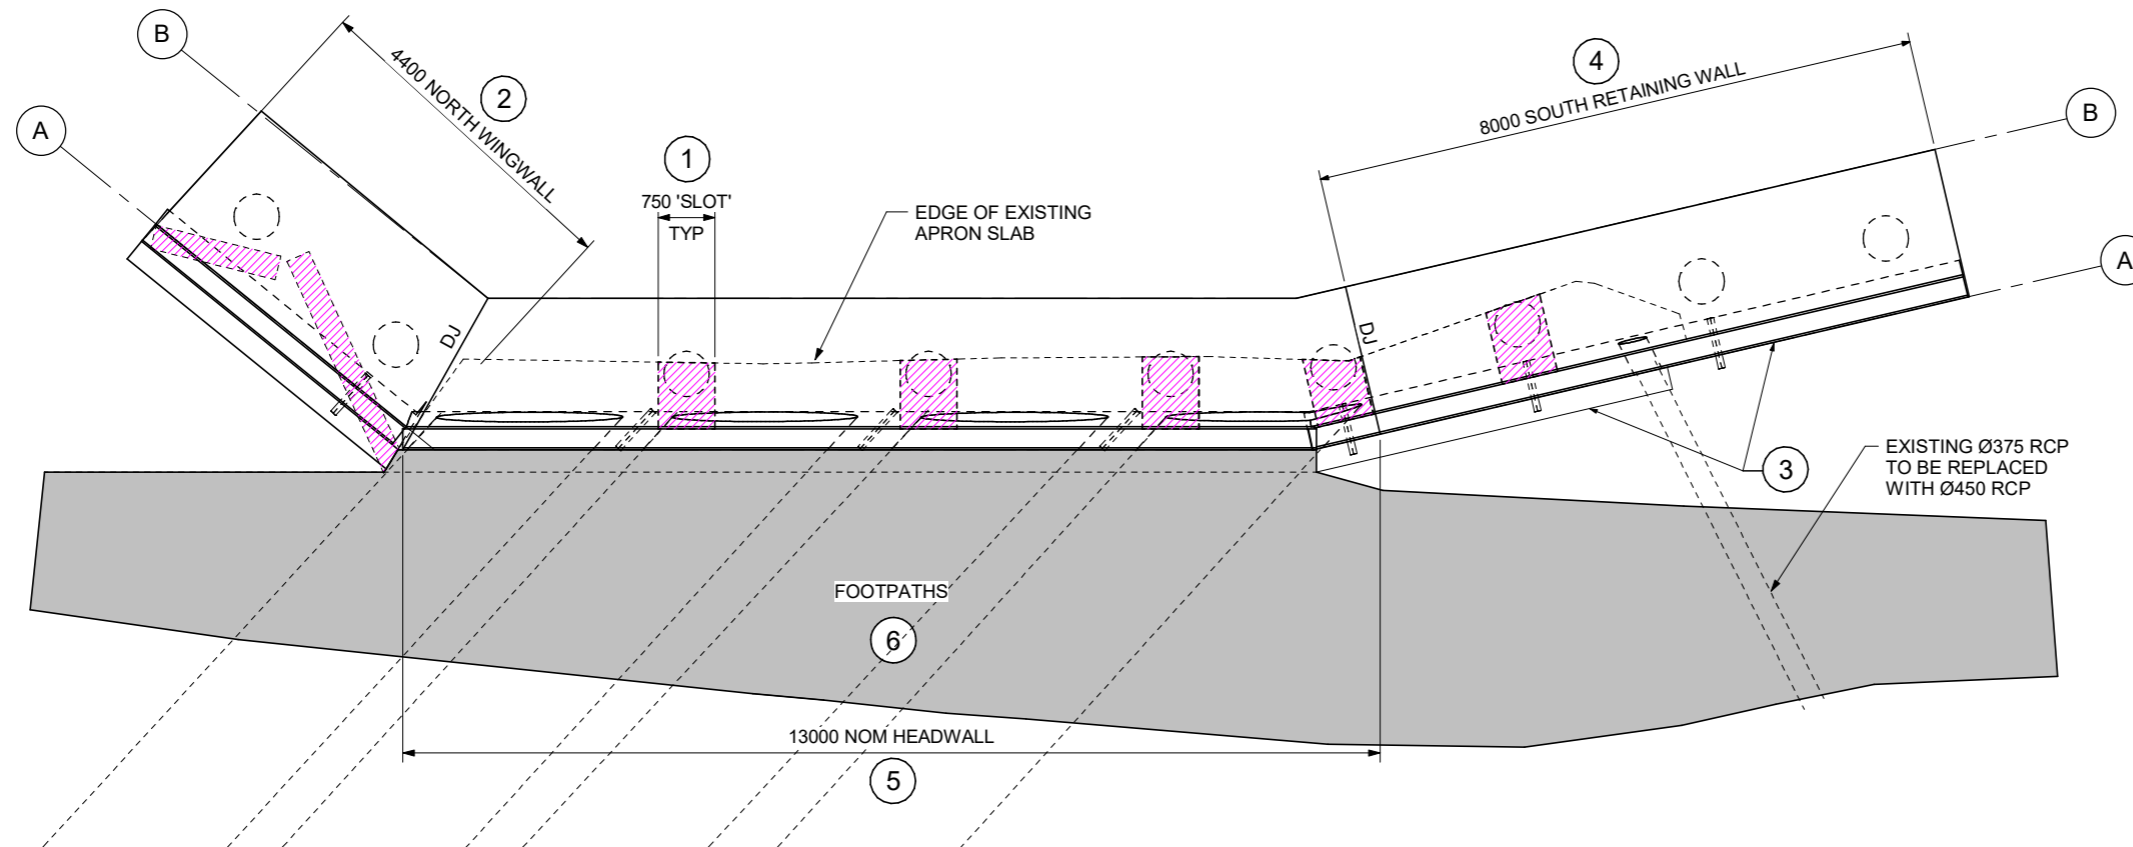 B
A
4400 NORTH WINGWALL
2
1
750 'SLOT'
TYP
EDGE OF EXISTING
APRON SLAB
4
8000 SOUTH RETAINING WALL
B
A
DJ
DJ
3
EXISTING Ø375 RCP
TO BE REPLACED
WITH Ø450 RCP
FOOTPATHS
6
13000 NOM HEADWALL
5